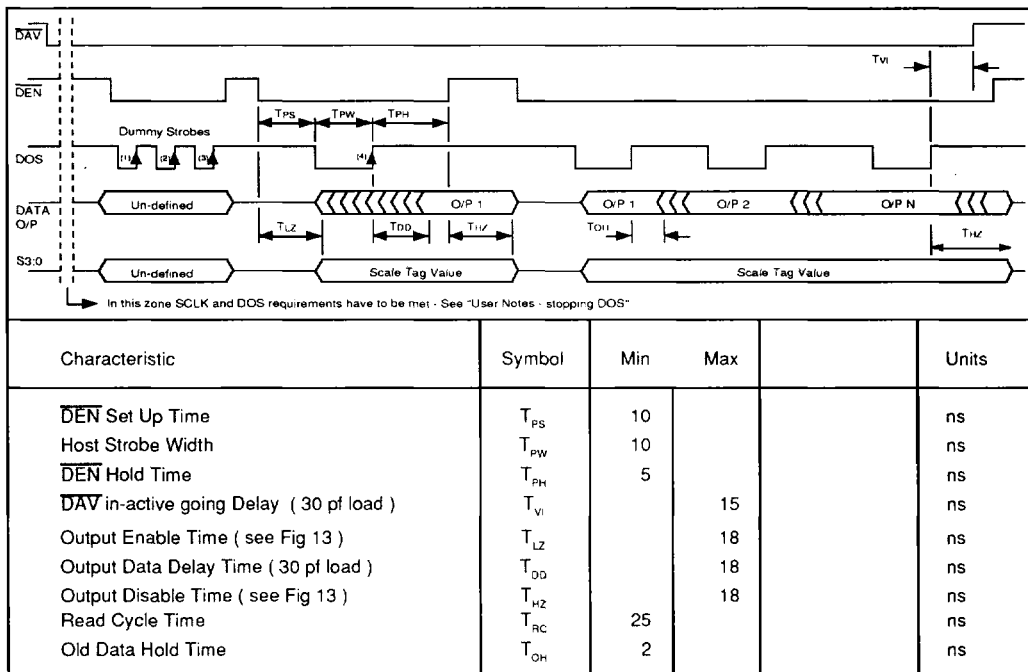 DAV
TVI
DEN
TPS TPW TPH
Dummy Strobes
DOS (1) (2) (3) (4)
DATA O/P Un-defined O/P 1 O/P 1 O/P 2 O/P N
TLZ TDD THZ TOH THZ
S3:0 Un-defined Scale Tag Value Scale Tag Value
In this zone SCLK and DOS requirements have to be met - See "User Notes - stopping DOS"
Characteristic Symbol Min Max Units
DEN Set Up Time TPS 10 ns
Host Strobe Width TPW 10 ns
DEN Hold Time TPH 5 ns
DAV in-active going Delay ( 30 pf load ) TVI 15 ns
Output Enable Time ( see Fig 13 ) TLZ 18 ns
Output Data Delay Time ( 30 pf load ) TDD 18 ns
Output Disable Time ( see Fig 13 ) THZ 18 ns
Read Cycle Time TRC 25 ns
Old Data Hold Time TOH 2 ns